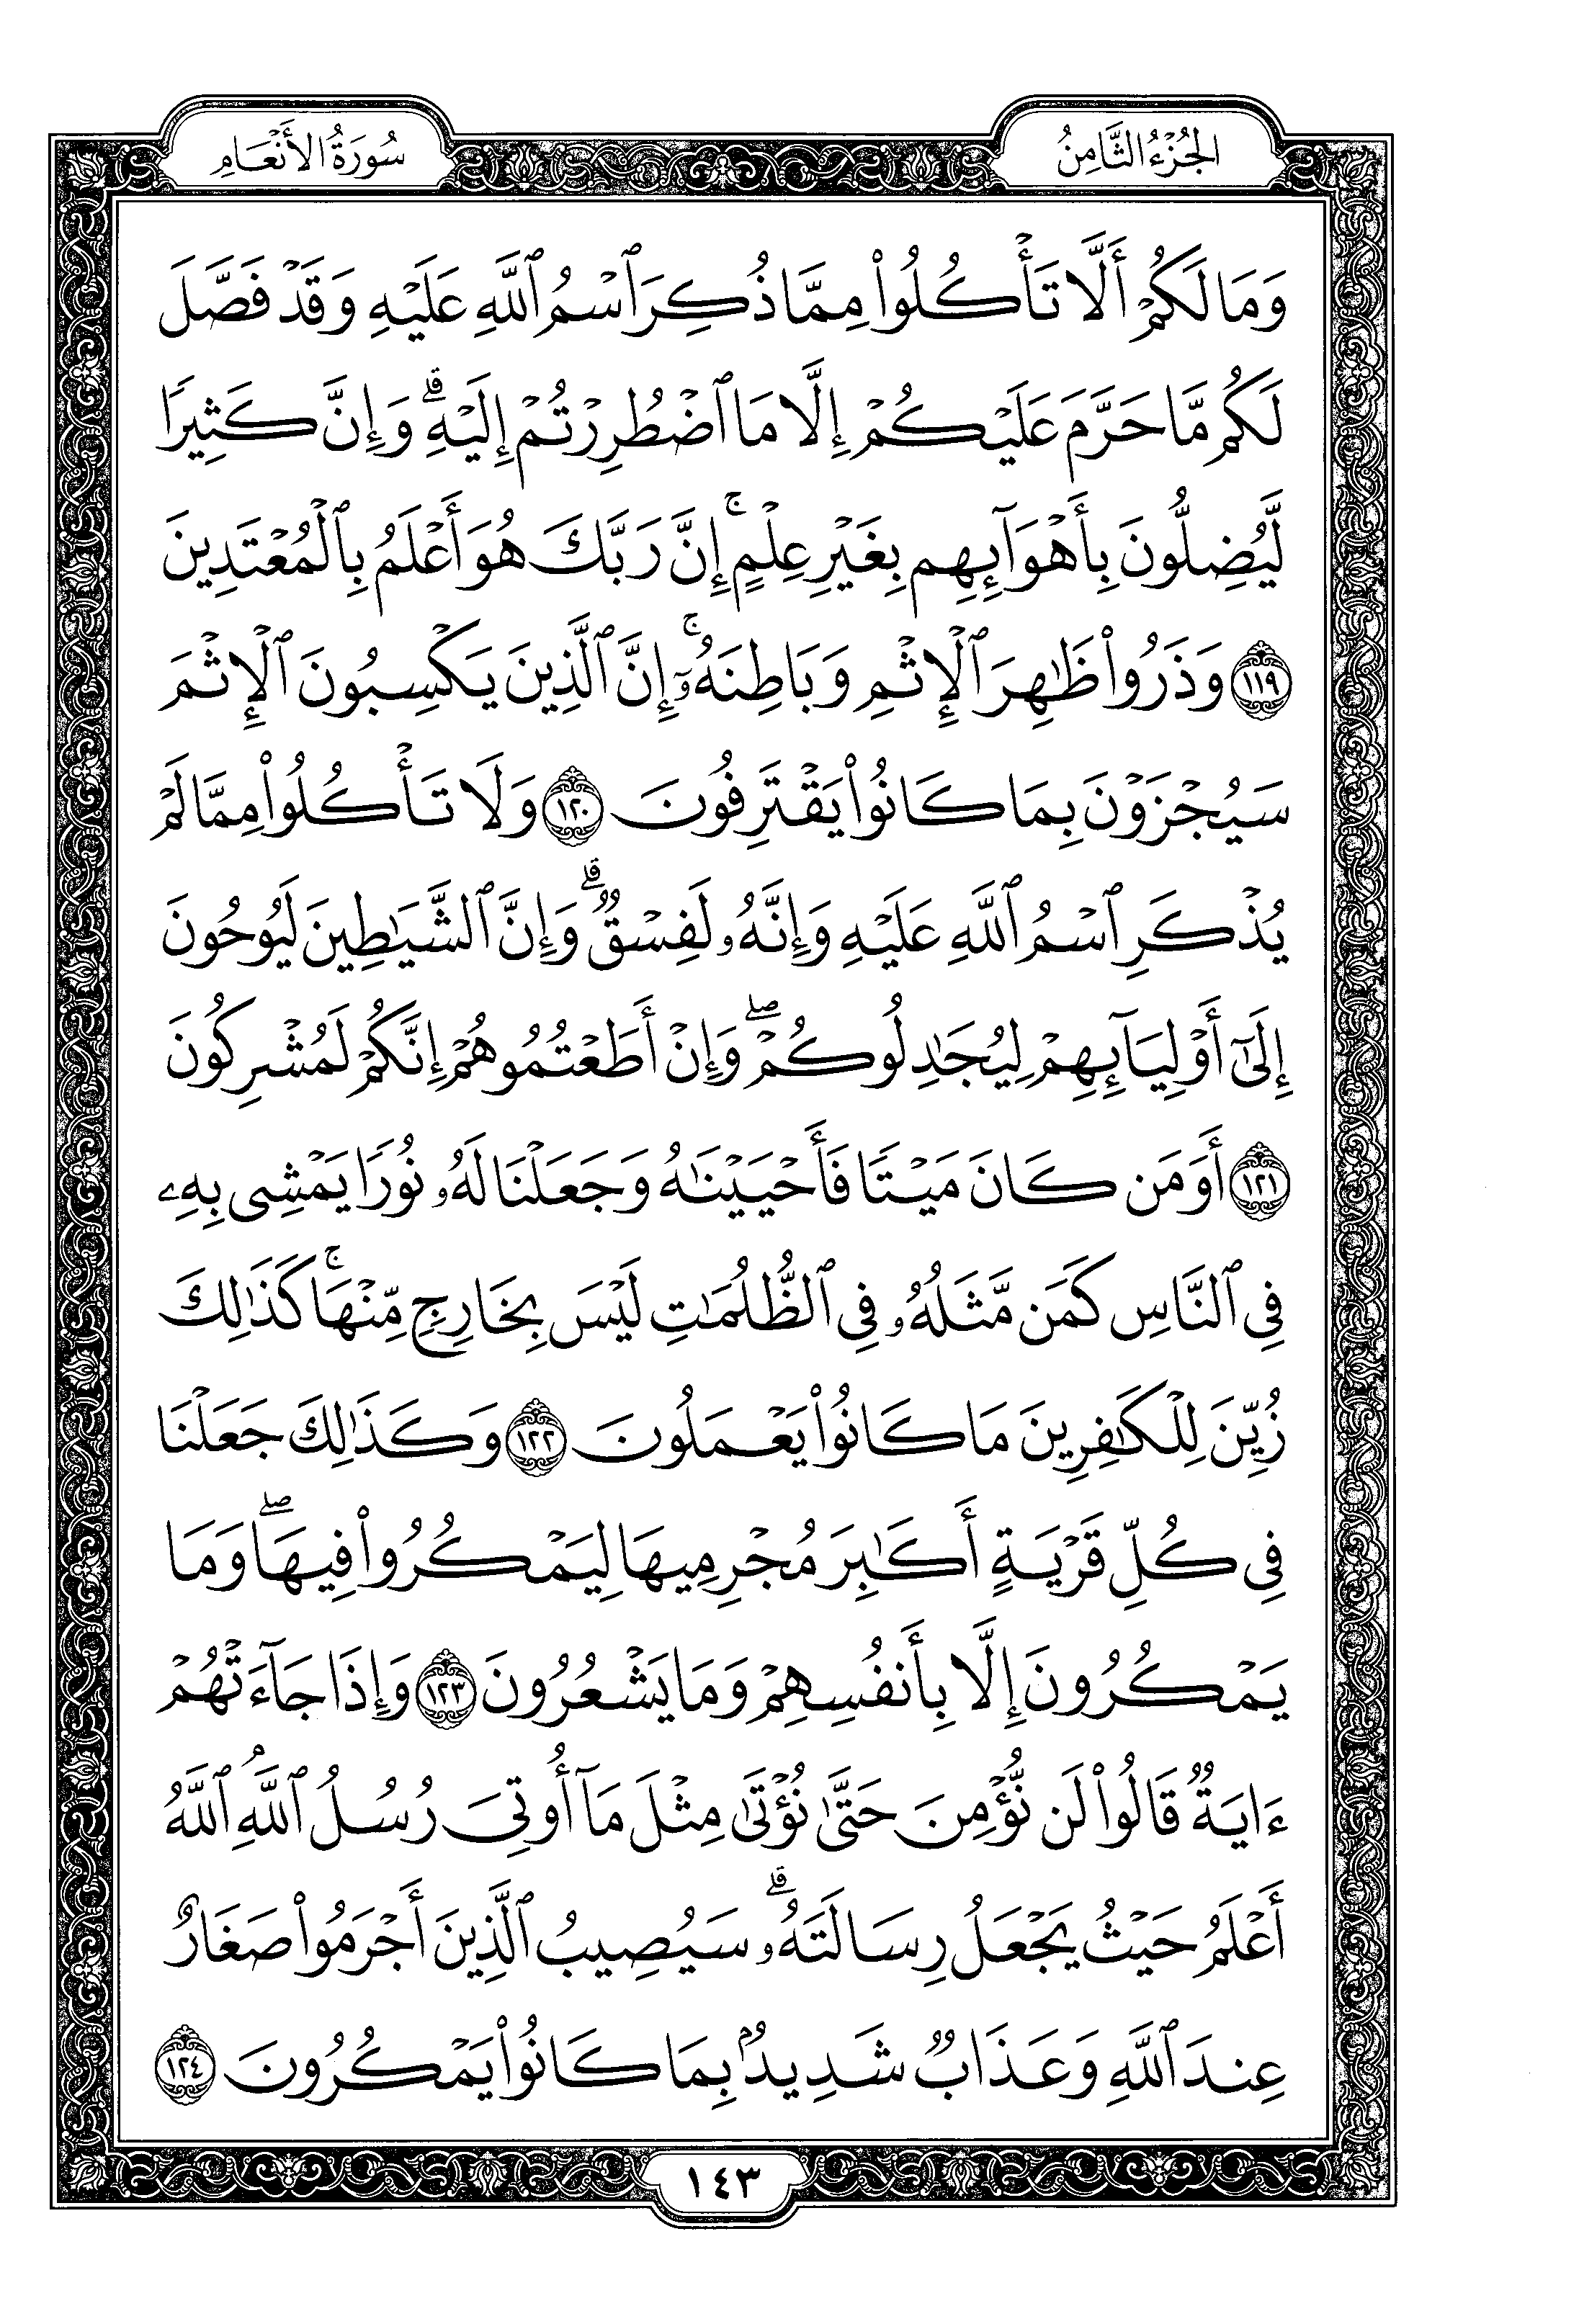 الجُزْءُ الثَّامِنُ
سُورَةُ الأَنْعَامِ
وَمَا لَكُمْ أَلَّا تَأْكُلُوا۟ مِمَّا ذُكِرَ ٱسْمُ ٱللَّهِ عَلَيْهِ وَقَدْ فَصَّلَ
لَكُم مَّا حَرَّمَ عَلَيْكُمْ إِلَّا مَا ٱضْطُرِرْتُمْ إِلَيْهِ ۗ وَإِنَّ كَثِيرًا
لَّيُضِلُّونَ بِأَهْوَآئِهِم بِغَيْرِ عِلْمٍ ۚ إِنَّ رَبَّكَ هُوَ أَعْلَمُ بِٱلْمُعْتَدِينَ
١١٩ وَذَرُوا۟ ظَٰهِرَ ٱلْإِثْمِ وَبَاطِنَهُۥٓ ۚ إِنَّ ٱلَّذِينَ يَكْسِبُونَ ٱلْإِثْمَ
سَيُجْزَوْنَ بِمَا كَانُوا۟ يَقْتَرِفُونَ ١٢٠ وَلَا تَأْكُلُوا۟ مِمَّا لَمْ
يُذْكَرِ ٱسْمُ ٱللَّهِ عَلَيْهِ وَإِنَّهُۥ لَفِسْقٌ ۗ وَإِنَّ ٱلشَّيَٰطِينَ لَيُوحُونَ
إِلَىٰٓ أَوْلِيَآئِهِمْ لِيُجَٰدِلُوكُمْ ۖ وَإِنْ أَطَعْتُمُوهُمْ إِنَّكُمْ لَمُشْرِكُونَ
١٢١ أَوَمَن كَانَ مَيْتًا فَأَحْيَيْنَٰهُ وَجَعَلْنَا لَهُۥ نُورًا يَمْشِى بِهِۦ
فِى ٱلنَّاسِ كَمَن مَّثَلُهُۥ فِى ٱلظُّلُمَٰتِ لَيْسَ بِخَارِجٍ مِّنْهَا ۚ كَذَٰلِكَ
زُيِّنَ لِلْكَٰفِرِينَ مَا كَانُوا۟ يَعْمَلُونَ ١٢٢ وَكَذَٰلِكَ جَعَلْنَا
فِى كُلِّ قَرْيَةٍ أَكَٰبِرَ مُجْرِمِيهَا لِيَمْكُرُوا۟ فِيهَا ۖ وَمَا
يَمْكُرُونَ إِلَّا بِأَنفُسِهِمْ وَمَا يَشْعُرُونَ ١٢٣ وَإِذَا جَآءَتْهُمْ
ءَايَةٌ قَالُوا۟ لَن نُّؤْمِنَ حَتَّىٰ نُؤْتَىٰ مِثْلَ مَآ أُوتِىَ رُسُلُ ٱللَّهِ ۘ ٱللَّهُ
أَعْلَمُ حَيْثُ يَجْعَلُ رِسَالَتَهُۥ ۗ سَيُصِيبُ ٱلَّذِينَ أَجْرَمُوا۟ صَغَارٌ
عِندَ ٱللَّهِ وَعَذَابٌ شَدِيدٌۢ بِمَا كَانُوا۟ يَمْكُرُونَ ١٢٤
١٤٣